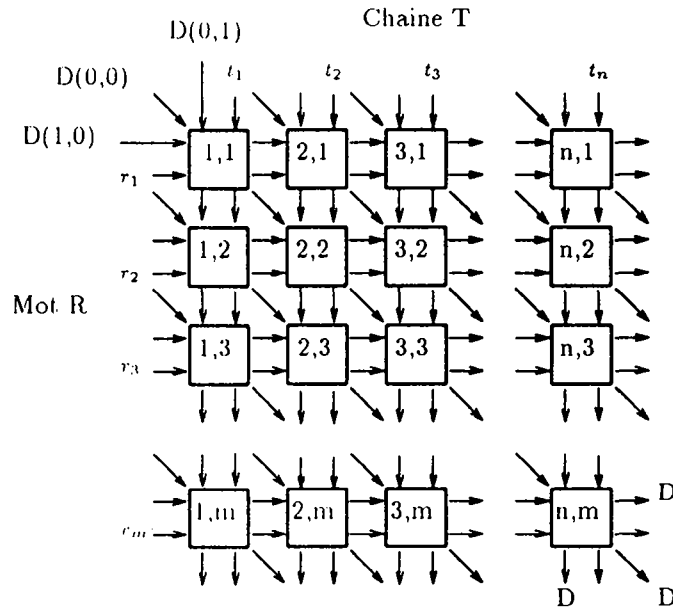 Chaine T
D(0,1)
D(0,0) t₁ t₂ t₃ tₙ
D(1,0) 1,1 2,1 3,1 n,1
r₁
1,2 2,2 3,2 n,2
r₂
Mot R
1,3 2,3 3,3 n,3
r₃
1,m 2,m 3,m n,m D
rₘ
D D